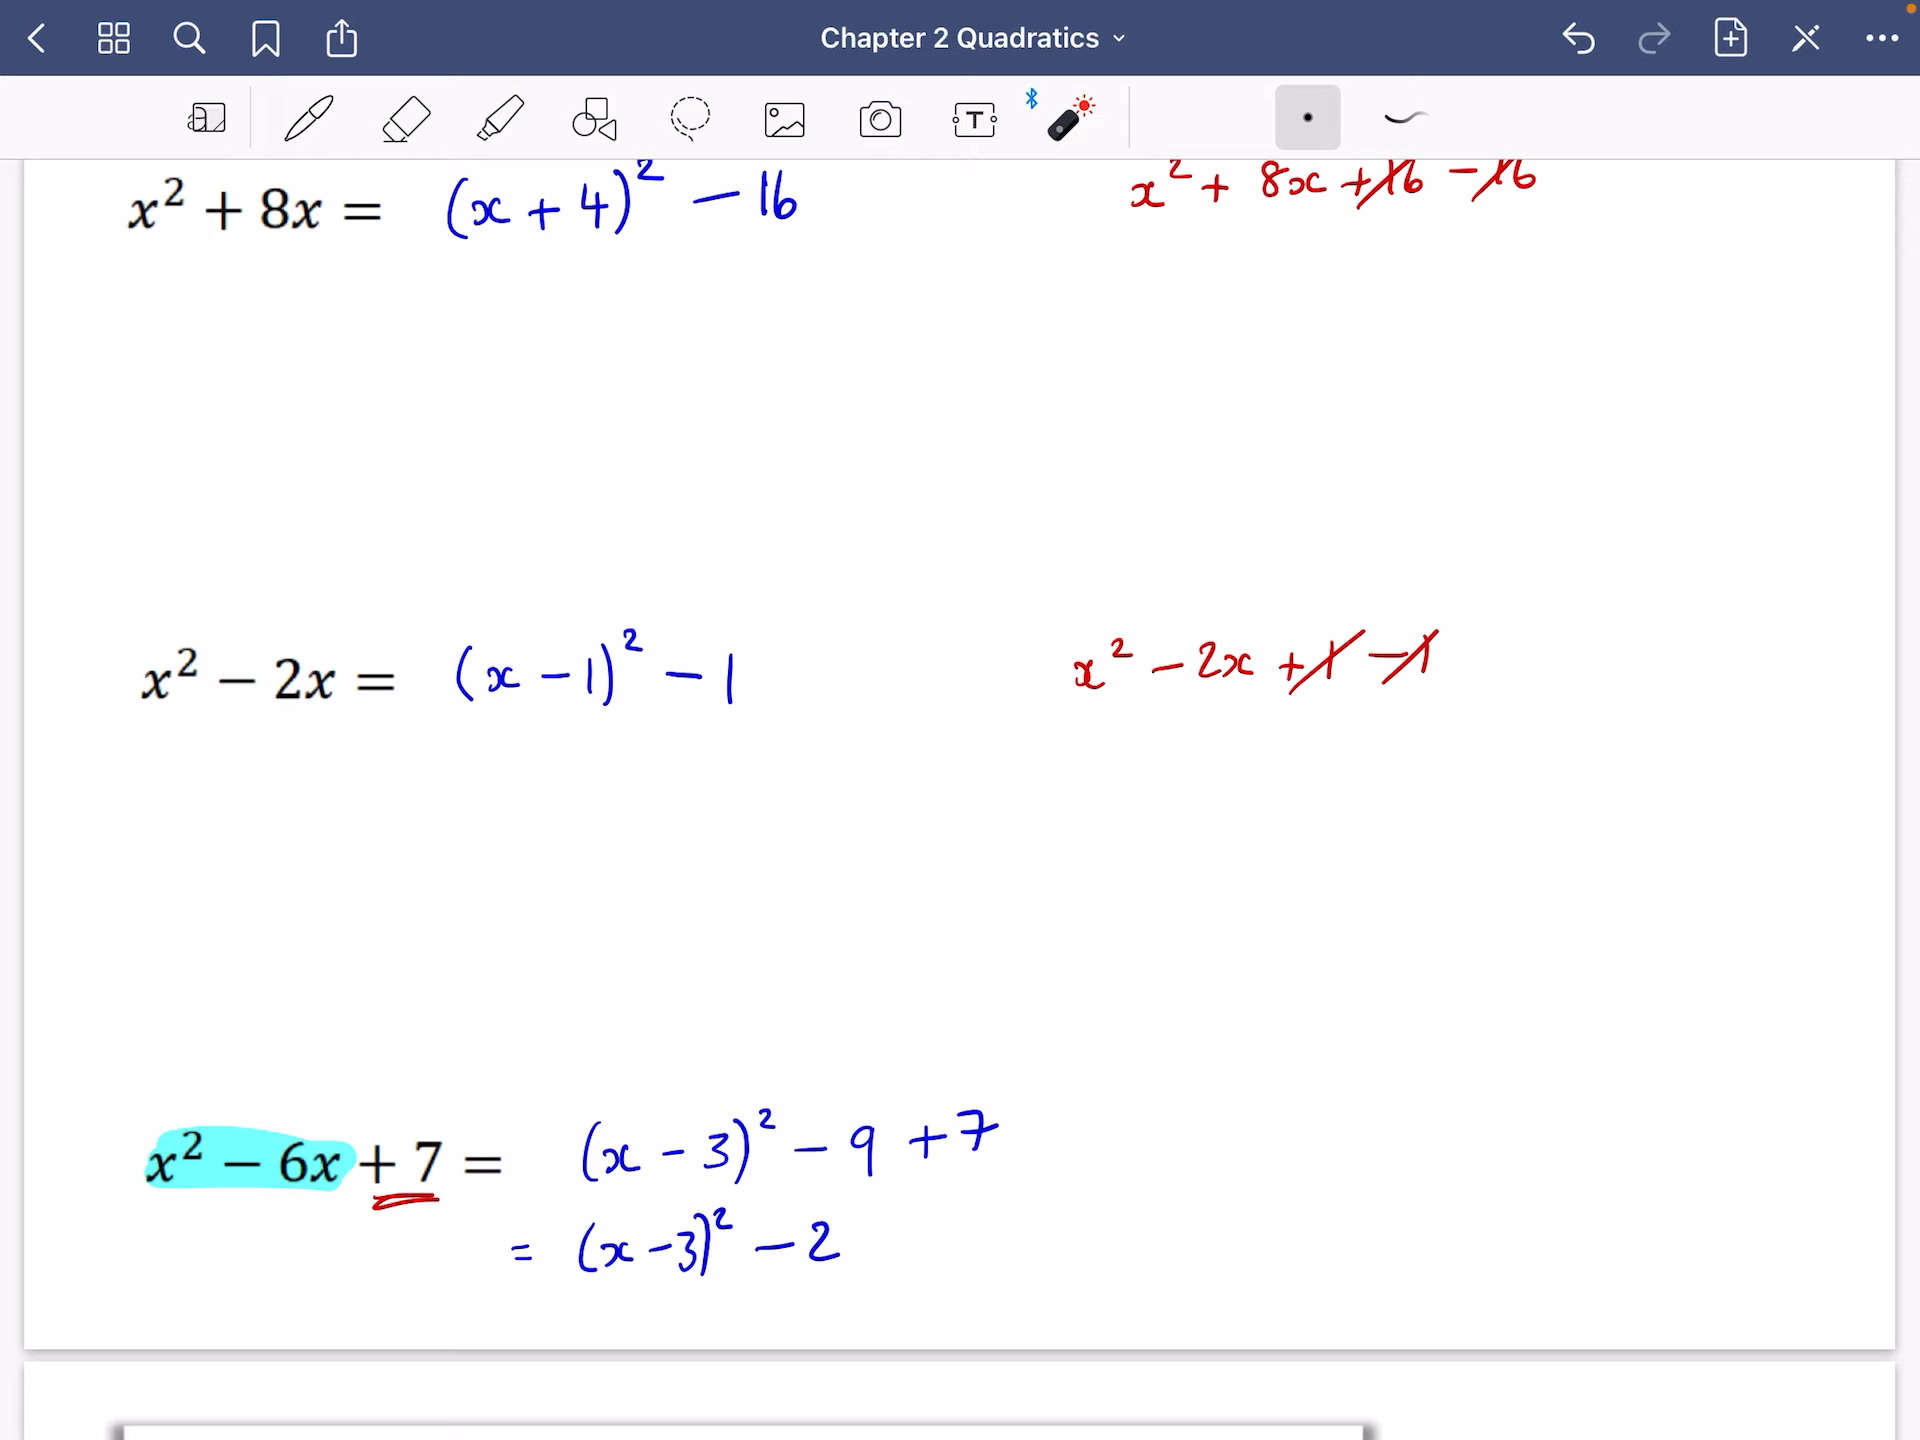 Chapter 2 Quadratics
a
T
x² + 8x = (x + 4)² − 16
x² + 8x + 16 − 16
x² − 2x = (x − 1)² − 1
x² − 2x + 1 − 1
x² − 6x + 7 = (x − 3)² − 9 + 7
= (x − 3)² − 2